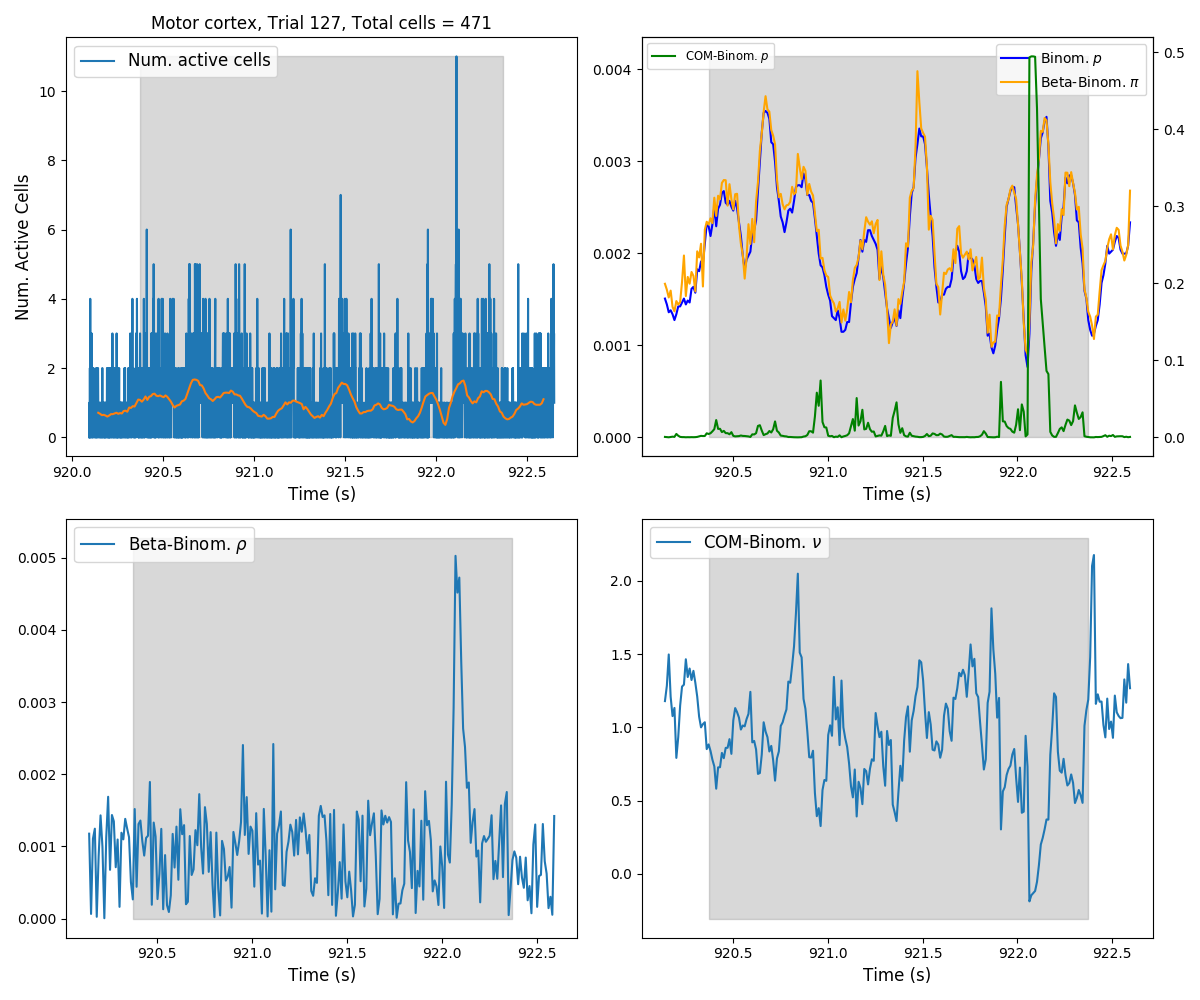 Motor cortex, Trial 127, Total cells = 471
Num. active cells
Num. Active Cells
10
8
6
4
2
0
920.0 920.5 921.0 921.5 922.0 922.5
Time (s)
COM-Binom. p
Binom. p
Beta-Binom. π
0.004
0.003
0.002
0.001
0.000
0.5
0.4
0.3
0.2
0.1
0.0
920.5 921.0 921.5 922.0 922.5
Time (s)
Beta-Binom. ρ
0.005
0.004
0.003
0.002
0.001
0.000
920.5 921.0 921.5 922.0 922.5
Time (s)
COM-Binom. ν
2.0
1.5
1.0
0.5
0.0
920.5 921.0 921.5 922.0 922.5
Time (s)